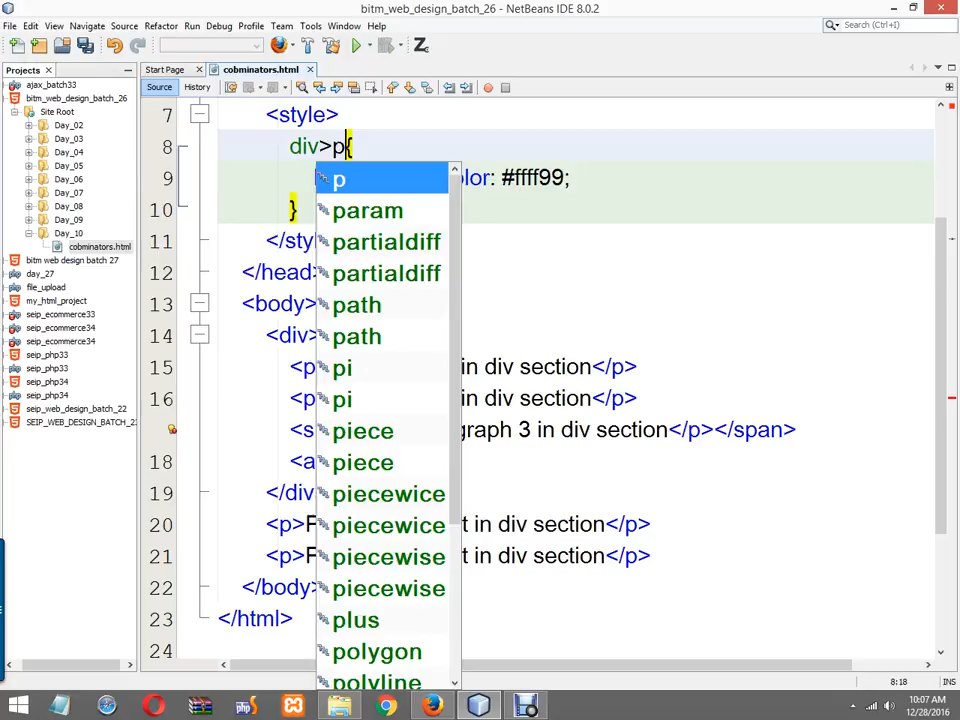 bitm_web_design_batch_26 - NetBeans IDE 8.0.2
File Edit View Navigate Source Refactor Run Debug Profile Team Tools Window Help
Search (Ctrl+I)
Projects
Start Page
cobminators.html
Source History
ajax_batch33
bitm_web_design_batch_26
Site Root
Day_02
Day_03
Day_04
Day_05
Day_06
Day_07
Day_08
Day_09
Day_10
cobminators.html
bitm web design batch 27
day_27
file_upload
my_html_project
seip_ecommerce33
seip_ecommerce34
seip_ecommerce34
seip_php33
seip_php33
seip_php34
seip_php34
seip_web_design_batch_22
SEIP_WEB_DESIGN_BATCH_2
7 <style>
8 div>p{
9 olor: #ffff99;
10 }
11 </sty
12 </head>
13 <body>
14 <div>
15 <p in div section</p>
16 <p in div section</p>
<s graph 3 in div section</p></span>
18 <a
19 </div
20 <p>F t in div section</p>
21 <p>F t in div section</p>
22 </body>
23 </html>
24
p
param
partialdiff
partialdiff
path
path
pi
pi
piece
piece
piecewice
piecewice
piecewise
piecewise
plus
polygon
polyline
8:18 INS
10:07 AM
12/28/2016